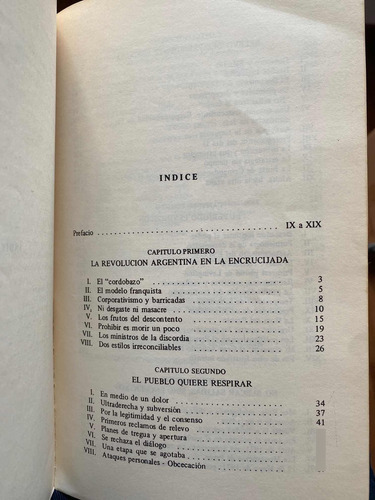 INDICE
Prefacio . . . . . . . . . . . . . . . . . . . . IX a XIX
CAPITULO PRIMERO
LA REVOLUCION ARGENTINA EN LA ENCRUCIJADA
I. El "cordobazo" . . . . . . . . . . . . . . . . 3
II. El modelo franquista . . . . . . . . . . . . . . . . 5
III. Corporativismo y barricadas . . . . . . . . . . . . . . . . 8
IV. Ni desgaste ni masacre . . . . . . . . . . . . . . . . 10
V. Los frutos del descontento . . . . . . . . . . . . . . . . 15
VI. Prohibir es morir un poco . . . . . . . . . . . . . . . . 19
VII. Los ministros de la discordia . . . . . . . . . . . . . . . . 23
VIII. Dos estilos irreconciliables . . . . . . . . . . . . . . . . 26
CAPITULO SEGUNDO
EL PUEBLO QUIERE RESPIRAR
I. En medio de un dolor . . . . . . . . . . . . . . . . 34
II. Ultraderecha y subversión . . . . . . . . . . . . . . . . 37
III. Por la legitimidad y el consenso . . . . . . . . . . . . . . . . 41
IV. Primeros reclamos de relevo
V. Planes de tregua y apertura
VI. Se rechaza el diálogo
VII. Una etapa que se agotaba
VIII. Ataques personales - Obcecación